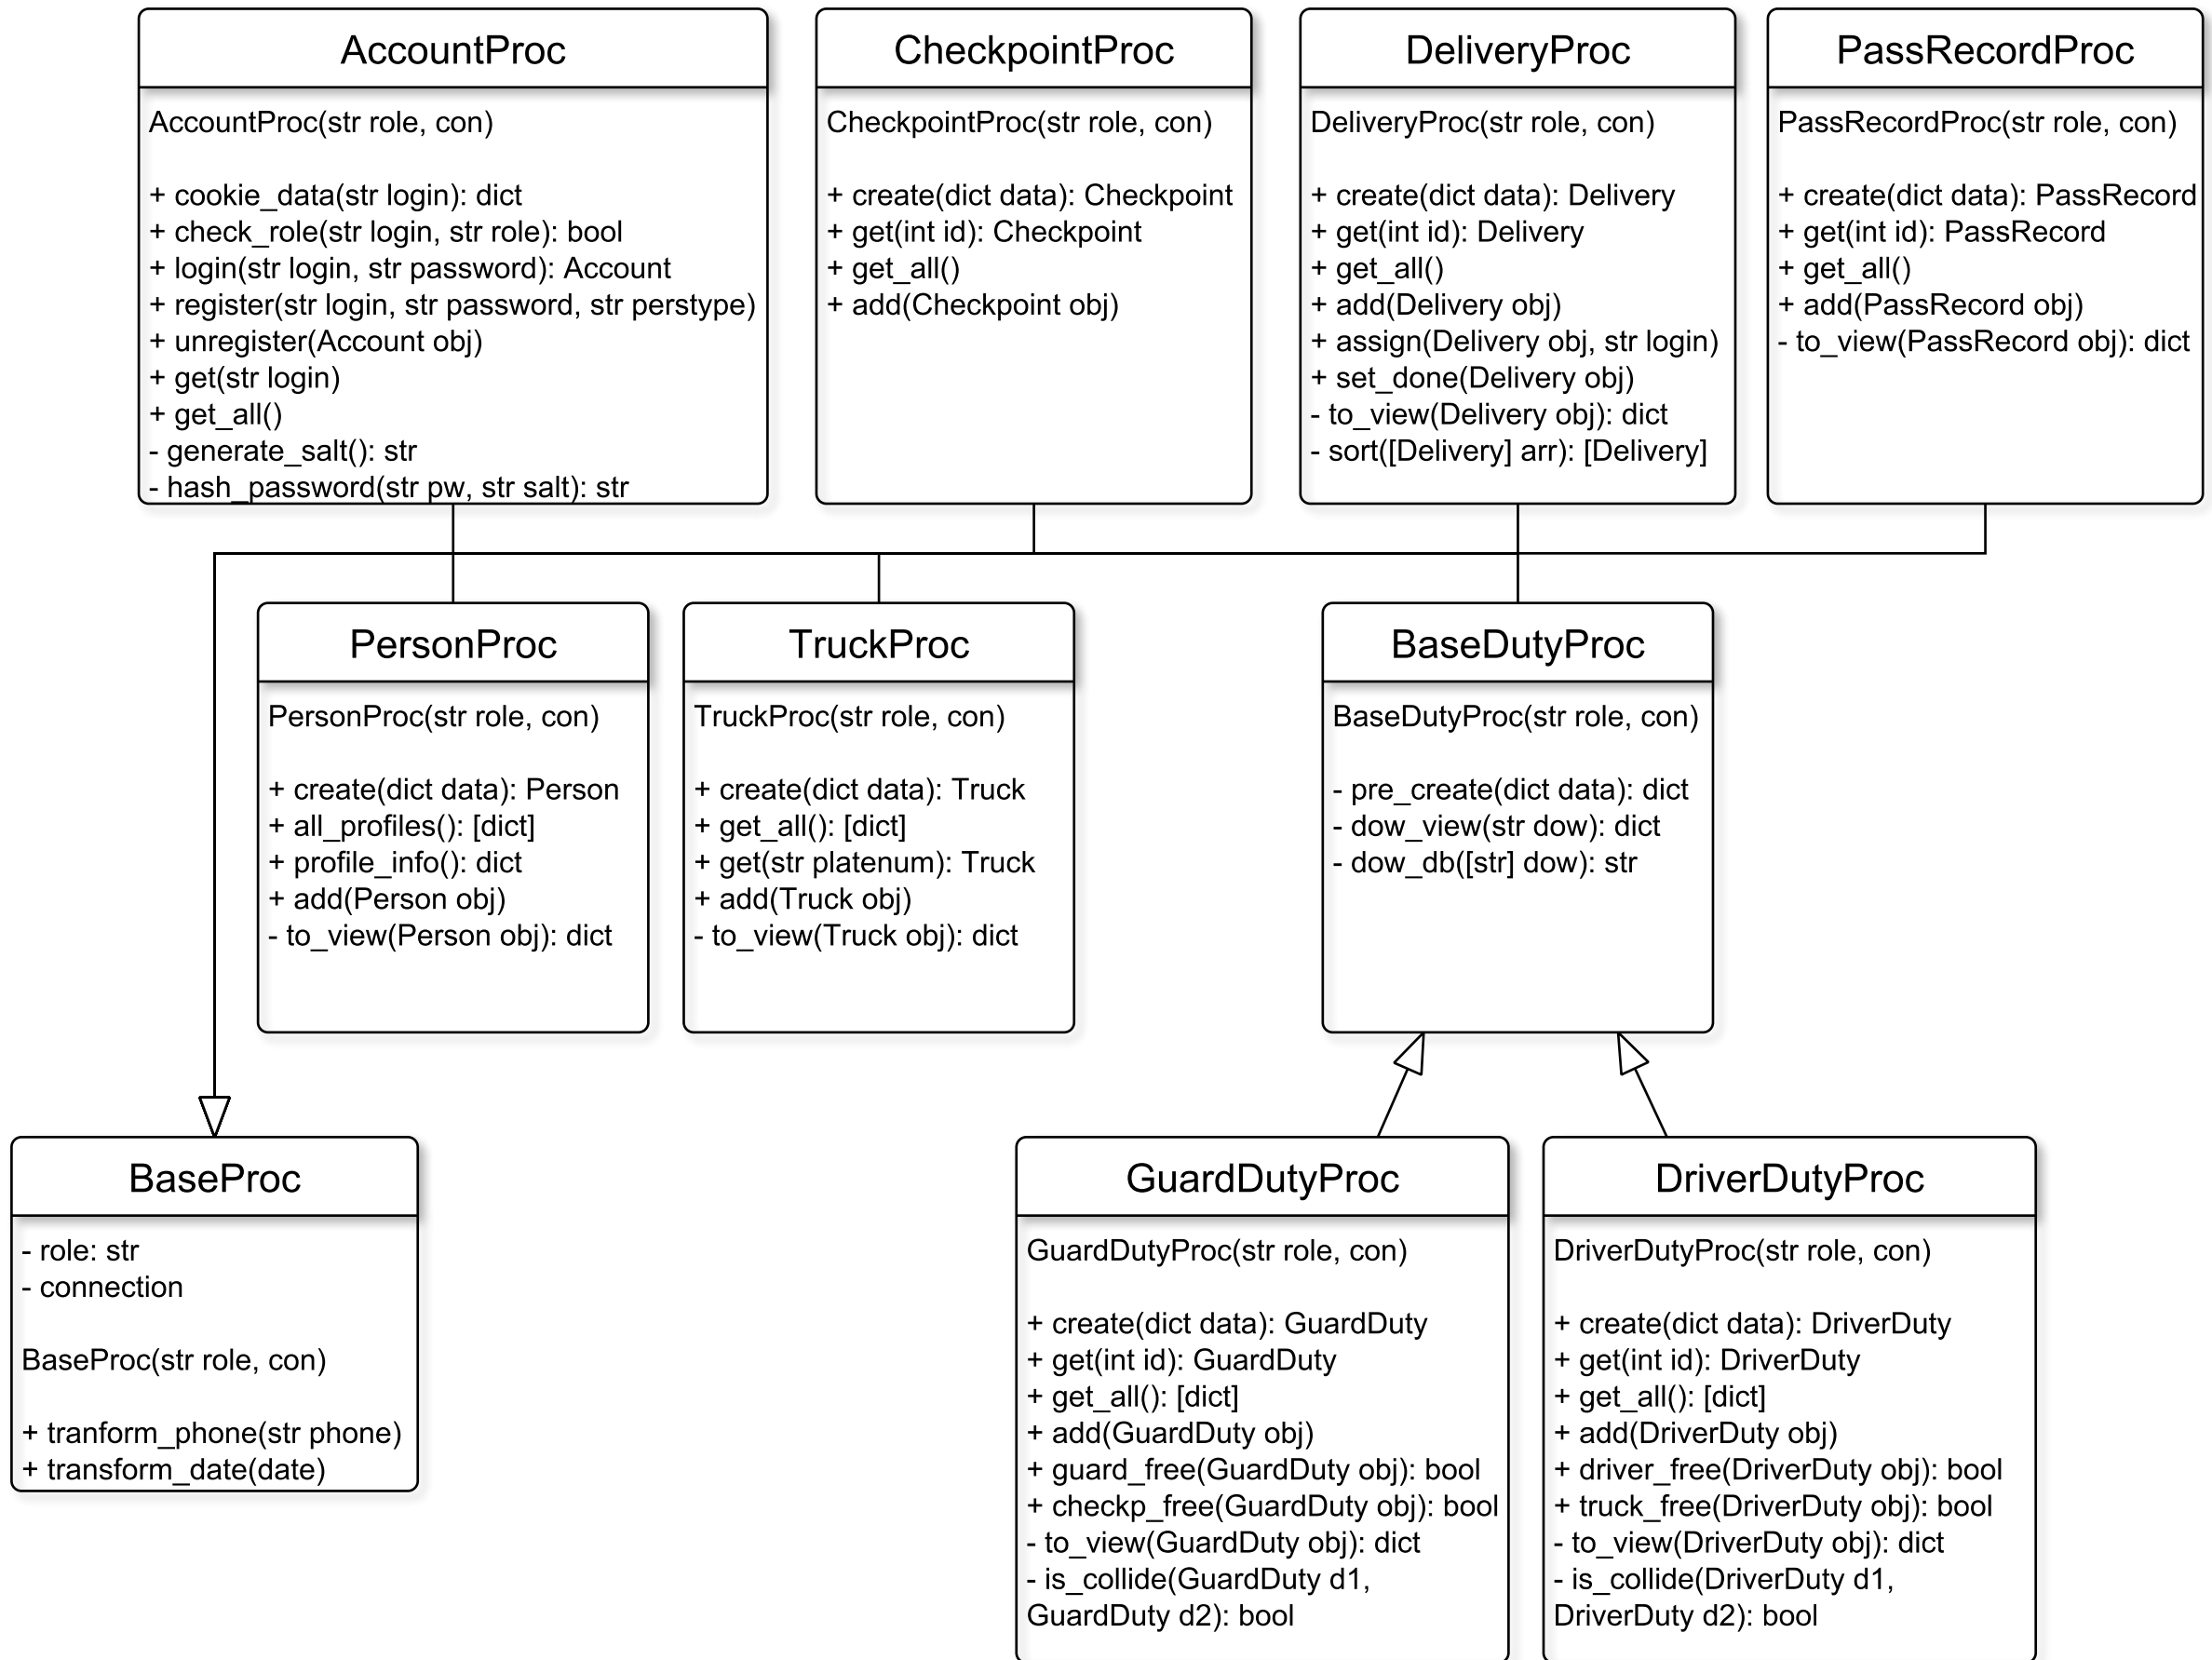 AccountProc
AccountProc(str role, con)
+ cookie_data(str login): dict
+ check_role(str login, str role): bool
+ login(str login, str password): Account
+ register(str login, str password, str perstype)
+ unregister(Account obj)
+ get(str login)
+ get_all()
- generate_salt(): str
- hash_password(str pw, str salt): str
CheckpointProc
CheckpointProc(str role, con)
+ create(dict data): Checkpoint
+ get(int id): Checkpoint
+ get_all()
+ add(Checkpoint obj)
DeliveryProc
DeliveryProc(str role, con)
+ create(dict data): Delivery
+ get(int id): Delivery
+ get_all()
+ add(Delivery obj)
+ assign(Delivery obj, str login)
+ set_done(Delivery obj)
- to_view(Delivery obj): dict
- sort([Delivery] arr): [Delivery]
PassRecordProc
PassRecordProc(str role, con)
+ create(dict data): PassRecord
+ get(int id): PassRecord
+ get_all()
+ add(PassRecord obj)
- to_view(PassRecord obj): dict
PersonProc
PersonProc(str role, con)
+ create(dict data): Person
+ all_profiles(): [dict]
+ profile_info(): dict
+ add(Person obj)
- to_view(Person obj): dict
TruckProc
TruckProc(str role, con)
+ create(dict data): Truck
+ get_all(): [dict]
+ get(str platenum): Truck
+ add(Truck obj)
- to_view(Truck obj): dict
BaseDutyProc
BaseDutyProc(str role, con)
- pre_create(dict data): dict
- dow_view(str dow): dict
- dow_db([str] dow): str
BaseProc
- role: str
- connection
BaseProc(str role, con)
+ tranform_phone(str phone)
+ transform_date(date)
GuardDutyProc
GuardDutyProc(str role, con)
+ create(dict data): GuardDuty
+ get(int id): GuardDuty
+ get_all(): [dict]
+ add(GuardDuty obj)
+ guard_free(GuardDuty obj): bool
+ checkp_free(GuardDuty obj): bool
- to_view(GuardDuty obj): dict
- is_collide(GuardDuty d1,
GuardDuty d2): bool
DriverDutyProc
DriverDutyProc(str role, con)
+ create(dict data): DriverDuty
+ get(int id): DriverDuty
+ get_all(): [dict]
+ add(DriverDuty obj)
+ driver_free(DriverDuty obj): bool
+ truck_free(DriverDuty obj): bool
- to_view(DriverDuty obj): dict
- is_collide(DriverDuty d1,
DriverDuty d2): bool